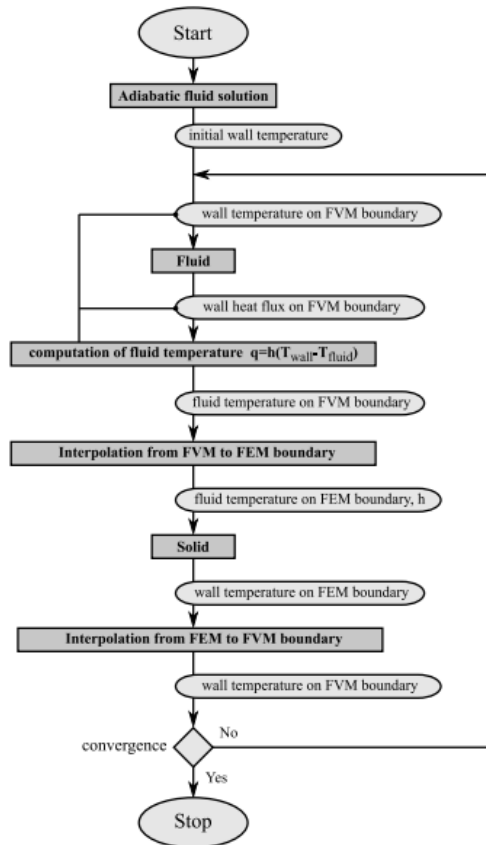 Start
Adiabatic fluid solution
initial wall temperature
wall temperature on FVM boundary
Fluid
wall heat flux on FVM boundary
computation of fluid temperature q=h(T_wall-T_fluid)
fluid temperature on FVM boundary
Interpolation from FVM to FEM boundary
fluid temperature on FEM boundary, h
Solid
wall temperature on FEM boundary
Interpolation from FEM to FVM boundary
wall temperature on FVM boundary
No
convergence
Yes
Stop